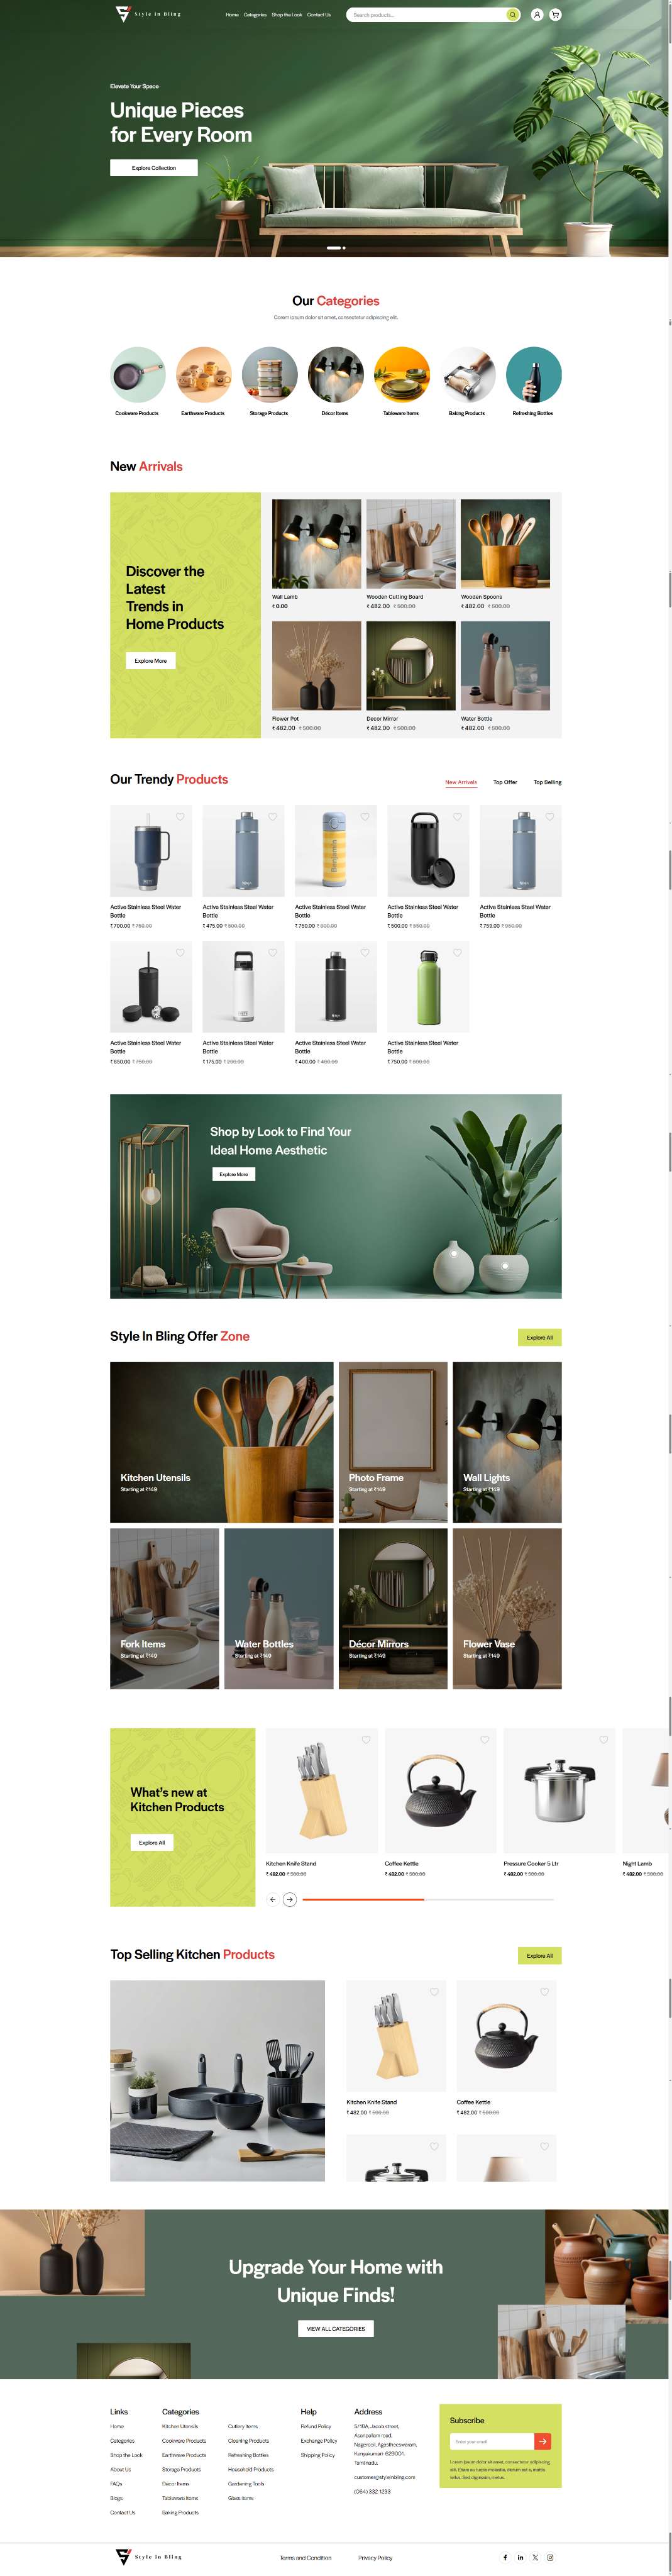 Style in Bling
Home Categories Shop the Look Contact Us
Search products...
Elevate Your Space
Unique Pieces
for Every Room
Explore Collection
Our Categories
Lorem ipsum dolor sit amet, consectetur adipiscing elit.
Cookware Products
Earthware Products
Storage Products
Décor Items
Tableware Items
Baking Products
Refreshing Bottles
New Arrivals
Discover the
Latest
Trends in
Home Products
Explore More
Wall Lamb
₹ 0.00
Wooden Cutting Board
₹ 482.00 ₹ 500.00
Wooden Spoons
₹ 482.00 ₹ 500.00
Flower Pot
₹ 482.00 ₹ 500.00
Decor Mirror
₹ 482.00 ₹ 500.00
Water Bottle
₹ 482.00 ₹ 500.00
Our Trendy Products
New Arrivals Top Offer Top Selling
Active Stainless Steel Water
Bottle
₹ 700.00 ₹ 750.00
Active Stainless Steel Water
Bottle
₹ 475.00 ₹ 500.00
Benjamin
Active Stainless Steel Water
Bottle
₹ 750.00 ₹ 800.00
Active Stainless Steel Water
Bottle
₹ 500.00 ₹ 550.00
Active Stainless Steel Water
Bottle
₹ 759.00
Active Stainless Steel Water
Bottle
₹ 650.00 ₹ 750.00
Active Stainless Steel Water
Bottle
₹ 175.00 ₹ 200.00
Active Stainless Steel Water
Bottle
₹ 400.00
Active Stainless Steel Water
Bottle
₹ 750.00 ₹ 800.00
Shop by Look to Find Your
Ideal Home Aesthetic
Explore More
Style In Bling Offer Zone
Explore All
Kitchen Utensils
Starting at ₹149
Photo Frame
Starting at ₹149
Wall Lights
Starting at ₹149
Fork Items
Starting at ₹149
Water Bottles
Starting at ₹149
Décor Mirrors
Starting at ₹149
Flower Vase
Starting at ₹149
What's new at
Kitchen Products
Explore All
Kitchen Knife Stand
₹ 482.00 ₹ 500.00
Coffee Kettle
₹ 482.00 ₹ 500.00
Pressure Cooker 5 Ltr
₹ 482.00 ₹ 500.00
Night Lamb
₹ 482.00 ₹ 500.00
Top Selling Kitchen Products
Explore All
Kitchen Knife Stand
₹ 482.00 ₹ 500.00
Coffee Kettle
₹ 482.00 ₹ 500.00
Upgrade Your Home with
Unique Finds!
VIEW ALL CATEGORIES
Links
Home
Categories
Shop the Look
About Us
FAQs
Blogs
Contact Us
Categories
Kitchen Utensils
Cookware Products
Earthware Products
Storage Products
Décor Items
Tableware Items
Baking Products
Cutlery Items
Cleaning Products
Refreshing Bottles
Household Products
Gardening Tools
Glass Items
Help
Refund Policy
Exchange Policy
Shipping Policy
Address
5/119A, Jacob street,
Asaripallam road,
Nagercoil, Agastheeswaram,
Kanyakumari- 629001.
Tamilnadu.
customer@styleinbling.com
(064) 332 1233
Subscribe
Enter your email
Lorem ipsum dolor sit amet, consectetur adipiscing
elit. Etiam eu turpis molestie, dictum est a, mattis
tellus. Sed dignissim, metus.
Style in Bling
Terms and Condition Privacy Policy